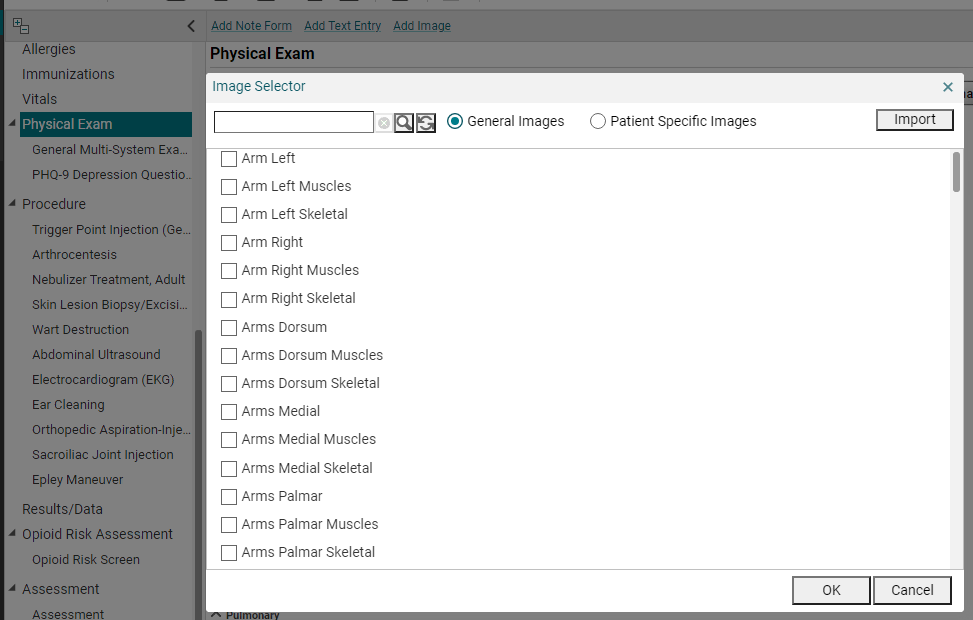 Add Note Form Add Text Entry Add Image
Allergies
Immunizations
Vitals
Physical Exam
General Multi-System Exa...
PHQ-9 Depression Questio...
Procedure
Trigger Point Injection (Ge...
Arthrocentesis
Nebulizer Treatment, Adult
Skin Lesion Biopsy/Excisi...
Wart Destruction
Abdominal Ultrasound
Electrocardiogram (EKG)
Ear Cleaning
Orthopedic Aspiration-Inje...
Sacroiliac Joint Injection
Epley Maneuver
Results/Data
Opioid Risk Assessment
Opioid Risk Screen
Assessment
Assessment
Physical Exam
Image Selector
General Images Patient Specific Images Import
Arm Left
Arm Left Muscles
Arm Left Skeletal
Arm Right
Arm Right Muscles
Arm Right Skeletal
Arms Dorsum
Arms Dorsum Muscles
Arms Dorsum Skeletal
Arms Medial
Arms Medial Muscles
Arms Medial Skeletal
Arms Palmar
Arms Palmar Muscles
Arms Palmar Skeletal
OK Cancel
Pulmonary